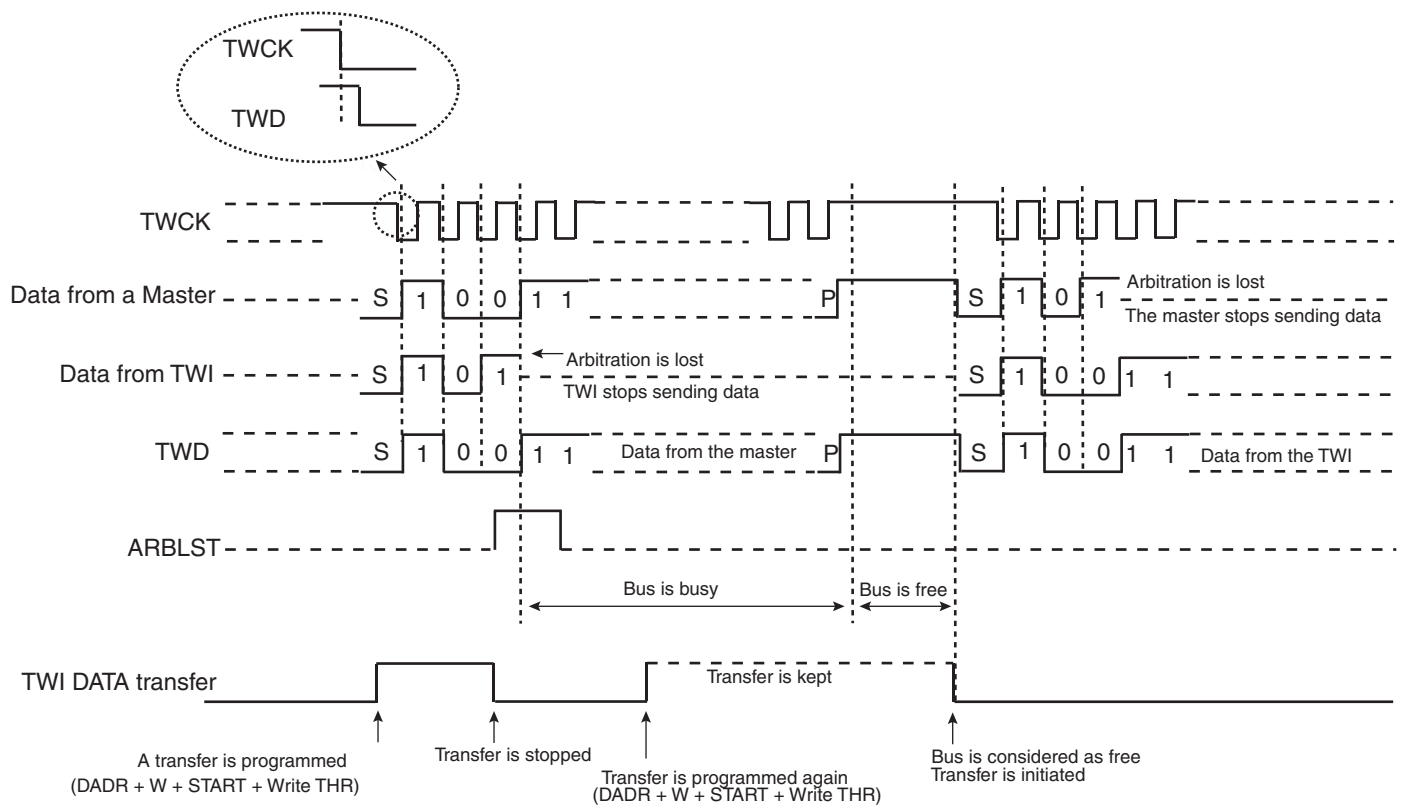 TWCK
TWD
TWCK
Data from a Master
S 1 0 0 1 1
P
S 1 0 1
Arbitration is lost
The master stops sending data
Data from TWI
S 1 0 1
Arbitration is lost
TWI stops sending data
S 1 0 0 1 1
TWD
S 1 0 0 1 1
Data from the master
P
S 1 0 0 1 1
Data from the TWI
ARBLST
Bus is busy
Bus is free
TWI DATA transfer
Transfer is kept
A transfer is programmed
(DADR + W + START + Write THR)
Transfer is stopped
Transfer is programmed again
(DADR + W + START + Write THR)
Bus is considered as free
Transfer is initiated